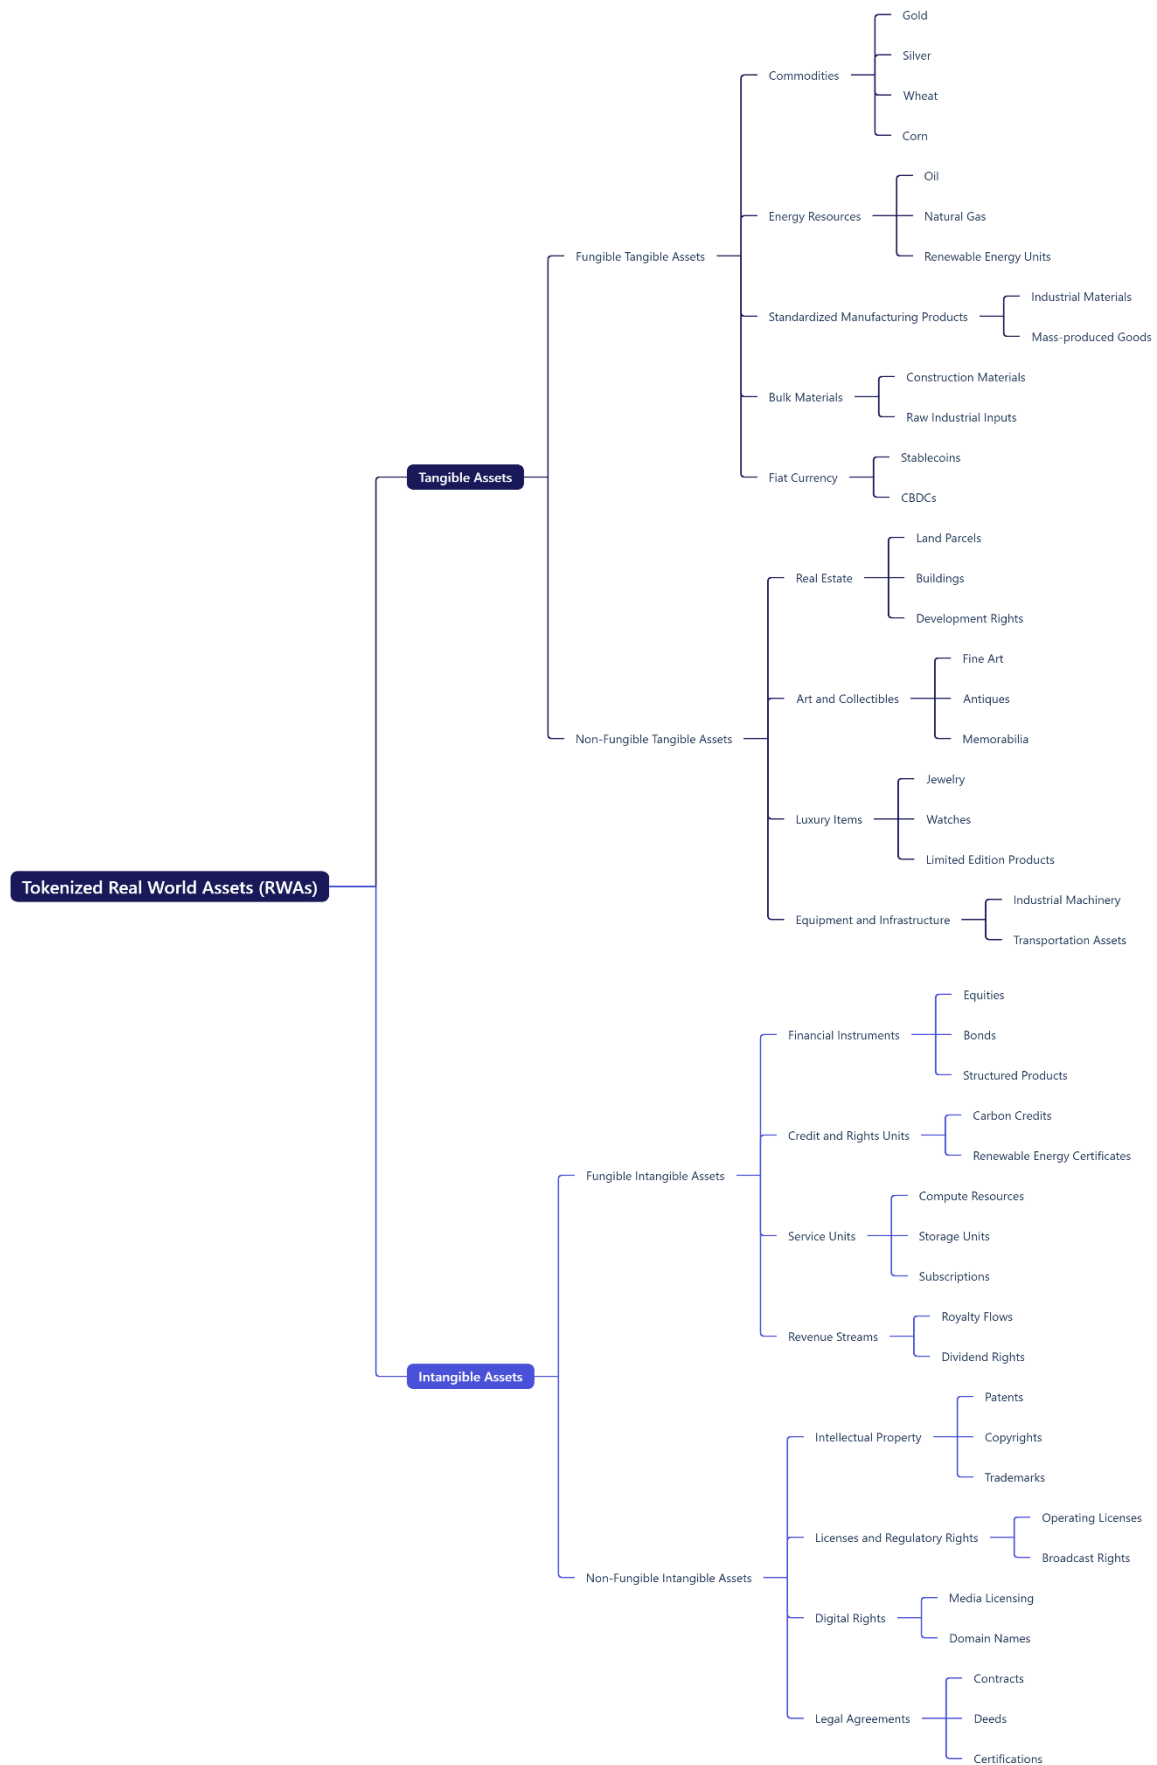 Tokenized Real World Assets (RWAs)
Tangible Assets
Fungible Tangible Assets
Commodities
Gold
Silver
Wheat
Corn
Energy Resources
Oil
Natural Gas
Renewable Energy Units
Standardized Manufacturing Products
Industrial Materials
Mass-produced Goods
Bulk Materials
Construction Materials
Raw Industrial Inputs
Fiat Currency
Stablecoins
CBDCs
Non-Fungible Tangible Assets
Real Estate
Land Parcels
Buildings
Development Rights
Art and Collectibles
Fine Art
Antiques
Memorabilia
Luxury Items
Jewelry
Watches
Limited Edition Products
Equipment and Infrastructure
Industrial Machinery
Transportation Assets
Intangible Assets
Fungible Intangible Assets
Financial Instruments
Equities
Bonds
Structured Products
Credit and Rights Units
Carbon Credits
Renewable Energy Certificates
Service Units
Compute Resources
Storage Units
Subscriptions
Revenue Streams
Royalty Flows
Dividend Rights
Non-Fungible Intangible Assets
Intellectual Property
Patents
Copyrights
Trademarks
Licenses and Regulatory Rights
Operating Licenses
Broadcast Rights
Digital Rights
Media Licensing
Domain Names
Legal Agreements
Contracts
Deeds
Certifications